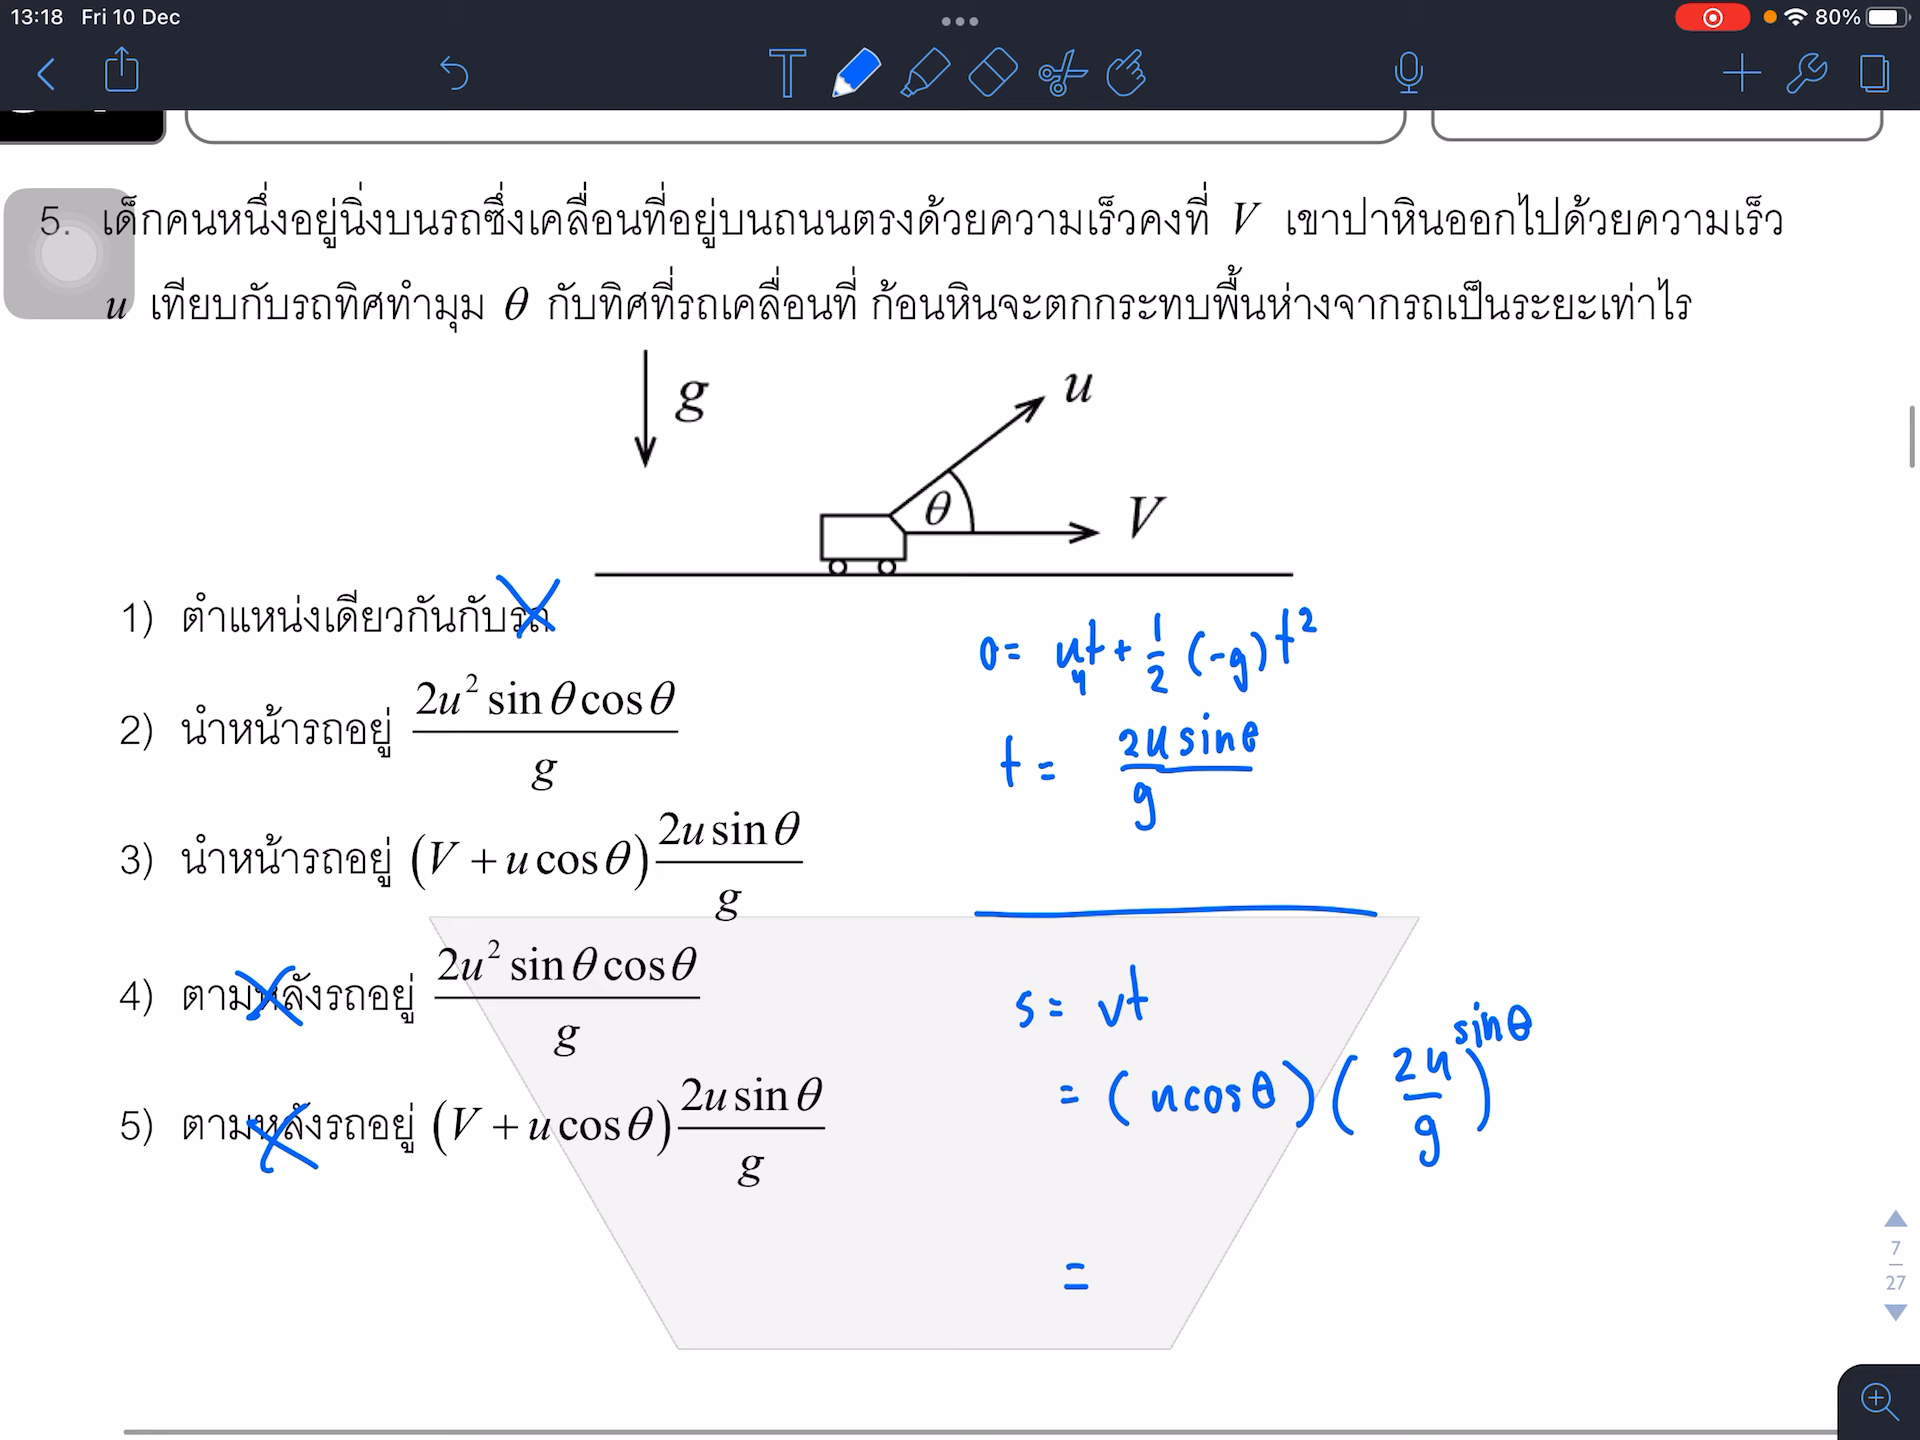 13:18 Fri 10 Dec
80%
5. เด็กคนหนึ่งอยู่นิ่งบนรถซึ่งเคลื่อนที่อยู่บนถนนตรงด้วยความเร็วคงที่ V เขาปาหินออกไปด้วยความเร็ว
u เทียบกับรถทิศทำมุม θ กับทิศที่รถเคลื่อนที่ ก้อนหินจะตกกระทบพื้นห่างจากรถเป็นระยะเท่าไร
g
u
θ
V
1) ตำแหน่งเดียวกันกับรถ
2) นำหน้ารถอยู่ 2u² sin θ cos θ / g
3) นำหน้ารถอยู่ (V + u cos θ) 2u sin θ / g
4) ตามหลังรถอยู่ 2u² sin θ cos θ / g
5) ตามหลังรถอยู่ (V + u cos θ) 2u sin θ / g
0 = u_y t + 1/2 (-g) t²
t = 2u sin θ / g
s = vt
= (u cos θ) (2u sin θ / g)
=
7
27